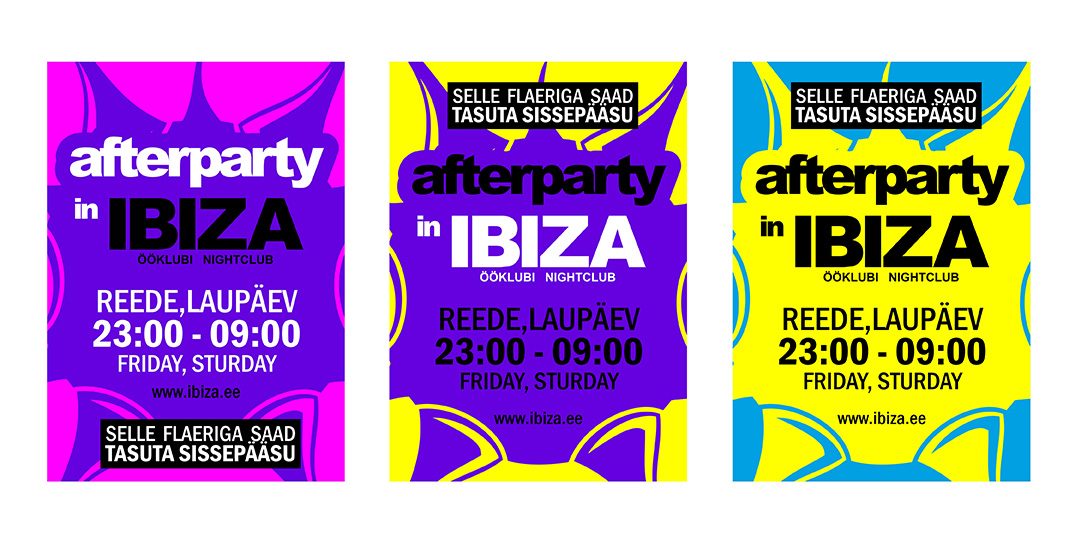 afterparty
in IBIZA
ÖÖKLUBI NIGHTCLUB
REEDE,LAUPÄEV
23:00 - 09:00
FRIDAY, STURDAY
www.ibiza.ee
SELLE FLAERIGA SAAD
TASUTA SISSEPÄÄSU
SELLE FLAERIGA SAAD
TASUTA SISSEPÄÄSU
afterparty
in IBIZA
ÖÖKLUBI NIGHTCLUB
REEDE,LAUPÄEV
23:00 - 09:00
FRIDAY, STURDAY
www.ibiza.ee
SELLE FLAERIGA SAAD
TASUTA SISSEPÄÄSU
afterparty
in IBIZA
ÖÖKLUBI NIGHTCLUB
REEDE,LAUPÄEV
23:00 - 09:00
FRIDAY, STURDAY
www.ibiza.ee